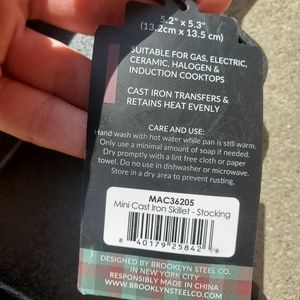 5.2" x 5.3"
(13.2cm x 13.5 cm)
SUITABLE FOR GAS, ELECTRIC,
CERAMIC, HALOGEN &
INDUCTION COOKTOPS
CAST IRON TRANSFERS &
RETAINS HEAT EVENLY
CARE AND USE:
Hand wash with hot water while pan is still warm.
Only use a minimal amount of soap if needed.
Dry promptly with a lint free cloth or paper
towel. Do not use in dishwasher or microwave.
Store in a dry area to prevent rusting.
MAC36205
Mini Cast Iron Skillet - Stocking
8 40179 25842 6
DESIGNED BY BROOKLYN STEEL CO.
IN NEW YORK CITY
RESPONSIBLY MADE IN CHINA
WWW.BROOKLYNSTEELCO.COM